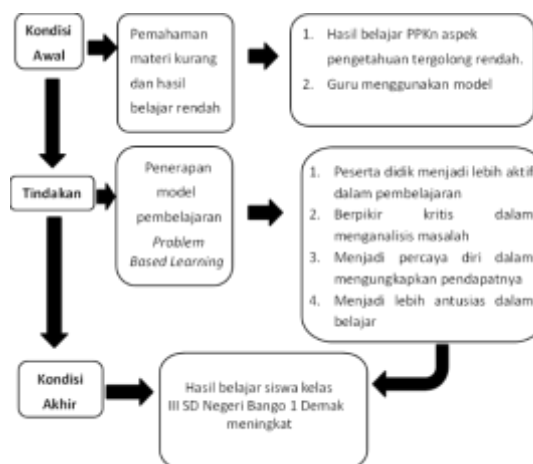 Kondisi
Awal
Pemahaman
materi kurang
dan hasil
belajar rendah
1. Hasil belajar PPKn aspek
pengetahuan tergolong rendah.
2. Guru menggunakan model
Tindakan
Penerapan
model
pembelajaran
Problem
Based Learning
1. Peserta didik menjadi lebih aktif
dalam pembelajaran
2. Berpikir kritis dalam
menganalisis masalah
3. Menjadi percaya diri dalam
mengungkapkan pendapatnya
4. Menjadi lebih antusias dalam
belajar
Kondisi
Akhir
Hasil belajar siswa kelas
III SD Negeri Bango 1 Demak
meningkat